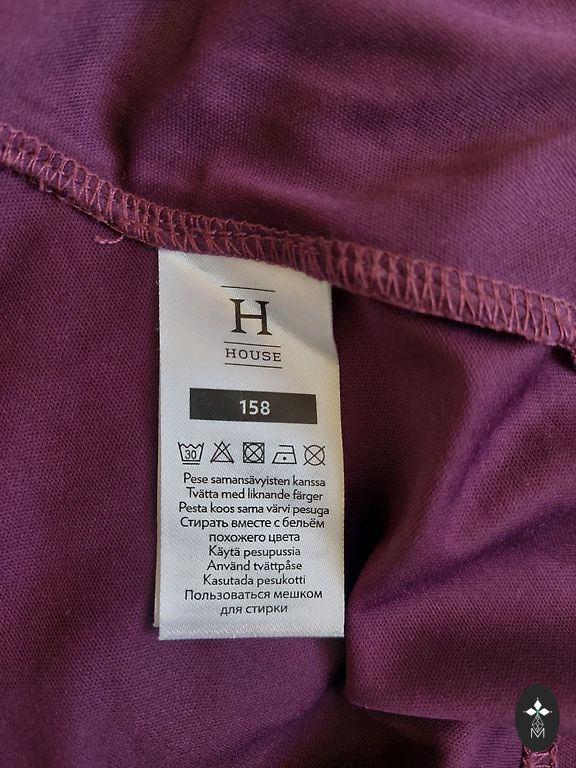 H
HOUSE
158
30
Pese samansävyisten kanssa
Tvätta med liknande färger
Pesta koos sama värvi pesuga
Стирать вместе с бельём
похожего цвета
Käytä pesupussia
Använd tvättpåse
Kasutada pesukotti
Пользоваться мешком
для стирки
M